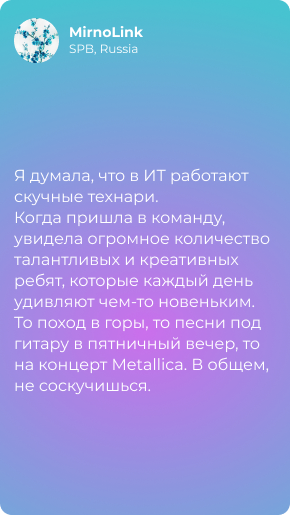 MirnoLink
SPB, Russia
Я думала, что в ИТ работают
скучные технари.
Когда пришла в команду,
увидела огромное количество
талантливых и креативных
ребят, которые каждый день
удивляют чем-то новеньким.
То поход в горы, то песни под
гитару в пятничный вечер, то
на концерт Metallica. В общем,
не соскучишься.